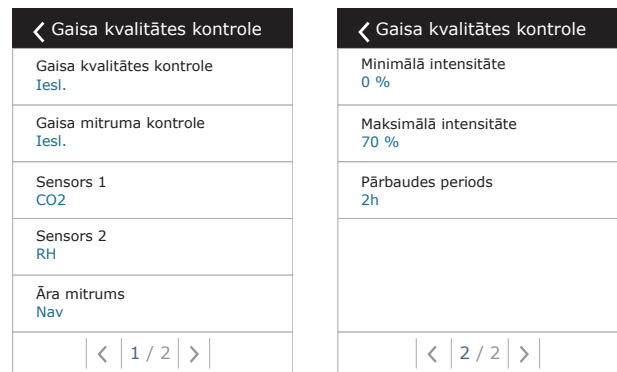 Gaisa kvalitātes kontrole
Gaisa kvalitātes kontrole
Iesl.
Gaisa mitruma kontrole
Iesl.
Sensors 1
CO2
Sensors 2
RH
Āra mitrums
Nav
1 / 2
Gaisa kvalitātes kontrole
Minimālā intensitāte
0 %
Maksimālā intensitāte
70 %
Pārbaudes periods
2h
2 / 2